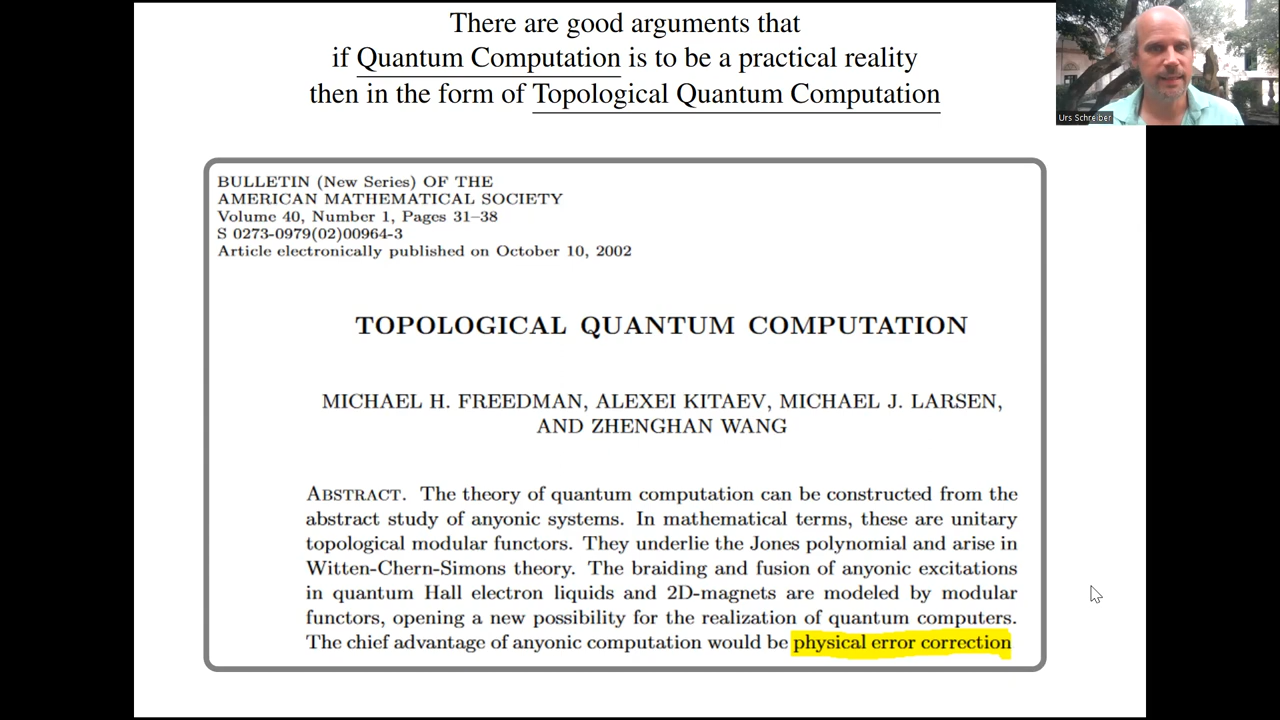 There are good arguments that
if Quantum Computation is to be a practical reality
then in the form of Topological Quantum Computation
Urs Schreiber
BULLETIN (New Series) OF THE
AMERICAN MATHEMATICAL SOCIETY
Volume 40, Number 1, Pages 31–38
S 0273-0979(02)00964-3
Article electronically published on October 10, 2002
TOPOLOGICAL QUANTUM COMPUTATION
MICHAEL H. FREEDMAN, ALEXEI KITAEV, MICHAEL J. LARSEN,
AND ZHENGHAN WANG
Abstract. The theory of quantum computation can be constructed from the
abstract study of anyonic systems. In mathematical terms, these are unitary
topological modular functors. They underlie the Jones polynomial and arise in
Witten-Chern-Simons theory. The braiding and fusion of anyonic excitations
in quantum Hall electron liquids and 2D-magnets are modeled by modular
functors, opening a new possibility for the realization of quantum computers.
The chief advantage of anyonic computation would be physical error correction